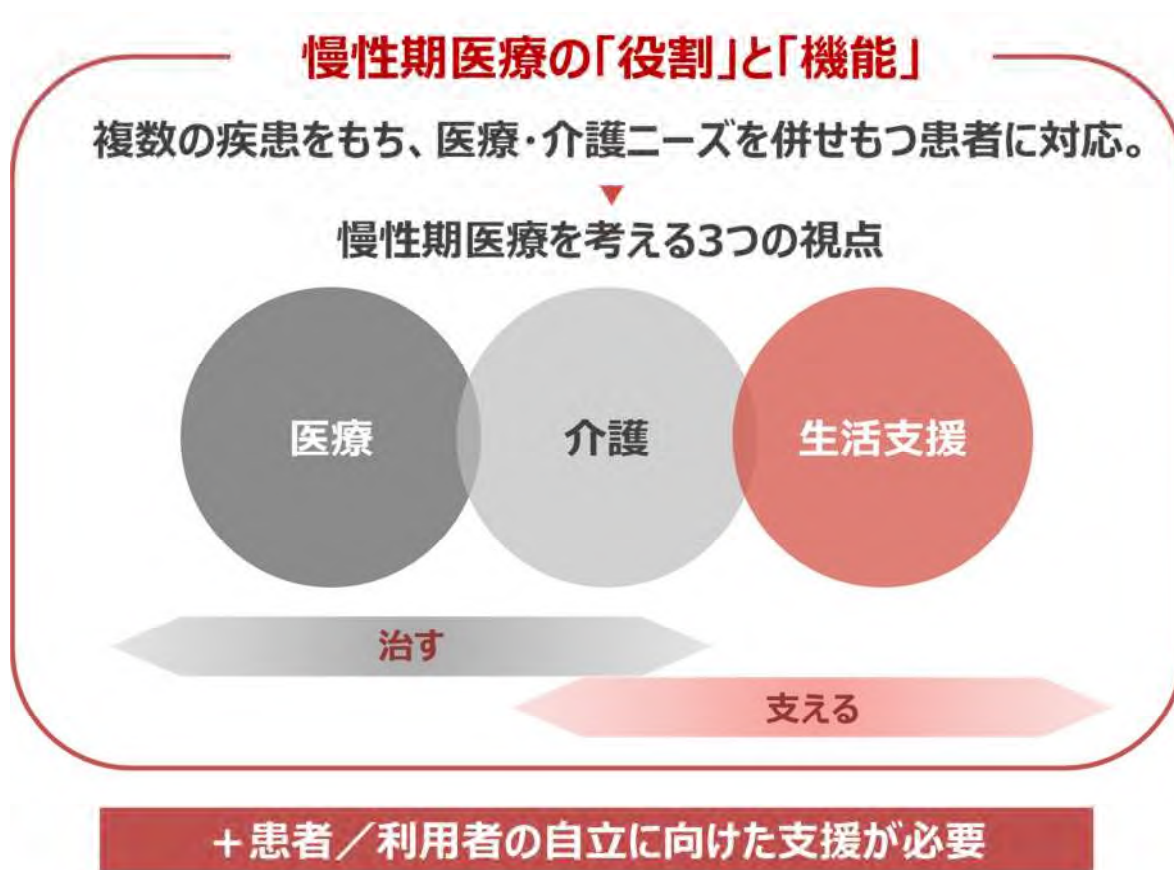 慢性期医療の「役割」と「機能」
複数の疾患をもち、医療・介護ニーズを併せもつ患者に対応。
慢性期医療を考える3つの視点
医療
介護
生活支援
治す
支える
＋患者／利用者の自立に向けた支援が必要